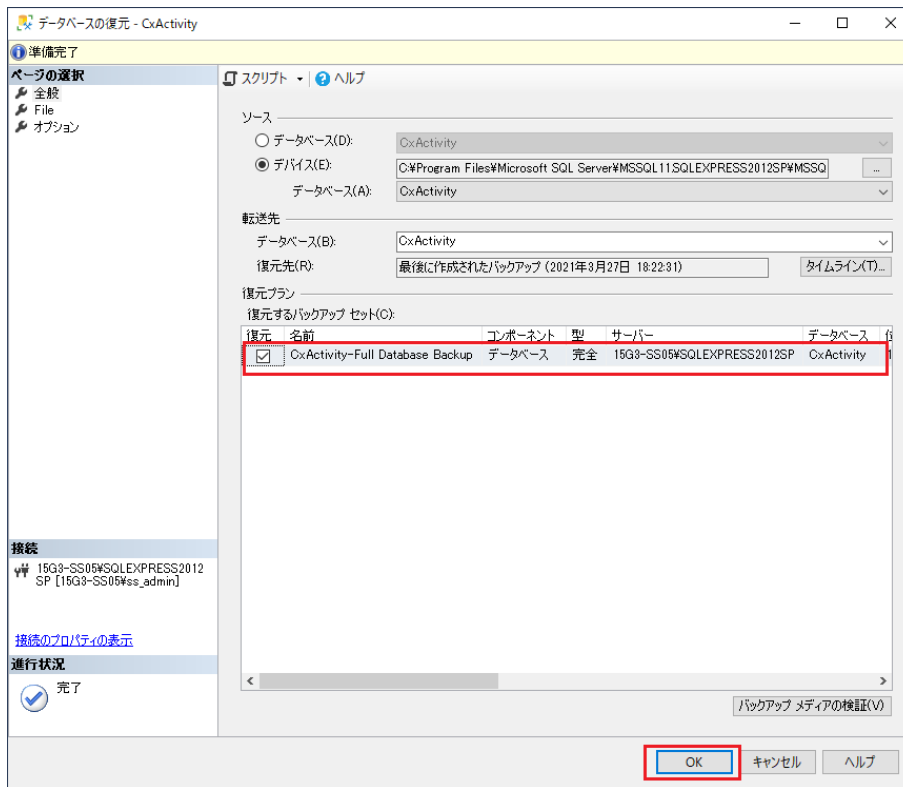 データベースの復元 - CxActivity
準備完了
ページの選択
全般
File
オプション
スクリプト
ヘルプ
ソース
データベース(D):
CxActivity
デバイス(E):
C:¥Program Files¥Microsoft SQL Server¥MSSQL11.SQLEXPRESS2012SP¥MSSQ
...
データベース(A):
CxActivity
転送先
データベース(B):
CxActivity
復元先(R):
最後に作成されたバックアップ (2021年3月27日 18:22:31)
タイムライン(T)...
復元プラン
復元するバックアップ セット(C):
復元 名前 コンポーネント 型 サーバー データベース
CxActivity-Full Database Backup データベース 完全 15G3-SS05¥SQLEXPRESS2012SP CxActivity
接続
15G3-SS05¥SQLEXPRESS2012
SP [15G3-SS05¥ss_admin]
接続のプロパティの表示
進行状況
完了
バックアップ メディアの検証(V)
OK
キャンセル
ヘルプ